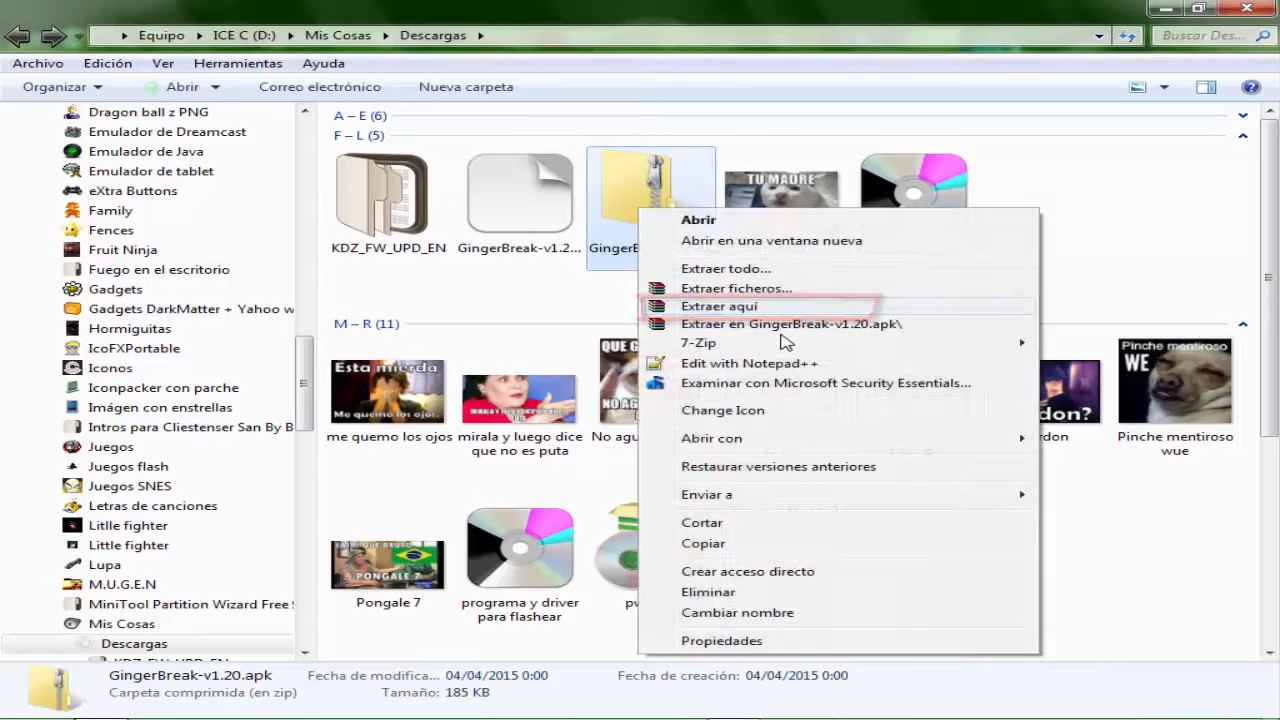 Equipo
ICE C (D:)
Mis Cosas
Descargas
Buscar Des...
Archivo
Edición
Ver
Herramientas
Ayuda
Organizar
Abrir
Correo electrónico
Nueva carpeta
Dragon ball z PNG
Emulador de Dreamcast
Emulador de Java
Emulador de tablet
eXtra Buttons
Family
Fences
Fruit Ninja
Fuego en el escritorio
Gadgets
Gadgets DarkMatter + Yahoo w
IcoFXPortable
Iconos
Iconpacker con parche
Imágen con estrellas
Intros para Cliestenser San By B
Juegos
Juegos flash
Juegos SNES
Letras de canciones
Litlle fighter
Little fighter
Lupa
M.U.G.E.N
MiniTool Partition Wizard Free
Mis Cosas
Descargas
KDZ_FW_UPD_EN
A – E (6)
F – L (5)
TU MADRE
KDZ_FW_UPD_EN
GingerBreak-v1.2...
GingerB
M – R (11)
Esta mierda
Me quemo los ojos.
QUE
NO AG
don?
Pinche mentiroso
WE
me quemo los ojos
mirala y luego dice
que no es puta
No agu
rdon
Pinche mentiroso
wue
PONGALE 7
Pongale 7
programa y driver
para flashear
Abrir
Abrir en una ventana nueva
Extraer todo...
Extraer ficheros...
Extraer aquí
Extraer en GingerBreak-v1.20.apk\
7-Zip
Edit with Notepad++
Examinar con Microsoft Security Essentials...
Change Icon
Abrir con
Restaurar versiones anteriores
Enviar a
Cortar
Copiar
Crear acceso directo
Eliminar
Cambiar nombre
Propiedades
GingerBreak-v1.20.apk
Fecha de modifica...
04/04/2015 0:00
Fecha de creación:
04/04/2015 0:00
Carpeta comprimida (en zip)
Tamaño:
185 KB